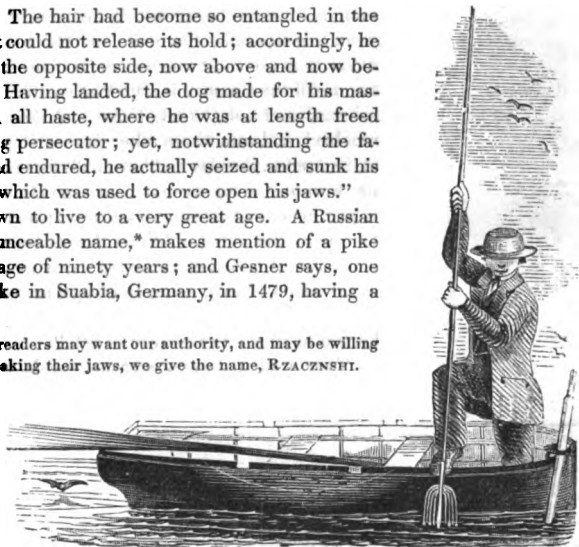 The hair had become so entangled in the
could not release its hold; accordingly, he
the opposite side, now above and now be-
Having landed, the dog made for his mas-
all haste, where he was at length freed
persecutor; yet, notwithstanding the fa-
endured, he actually seized and sunk his
which was used to force open his jaws."
to live to a very great age. A Russian
name,* makes mention of a pike
age of ninety years; and Gesner says, one
in Suabia, Germany, in 1479, having a
readers may want our authority, and may be willing
their jaws, we give the name, RZACZNSHI.